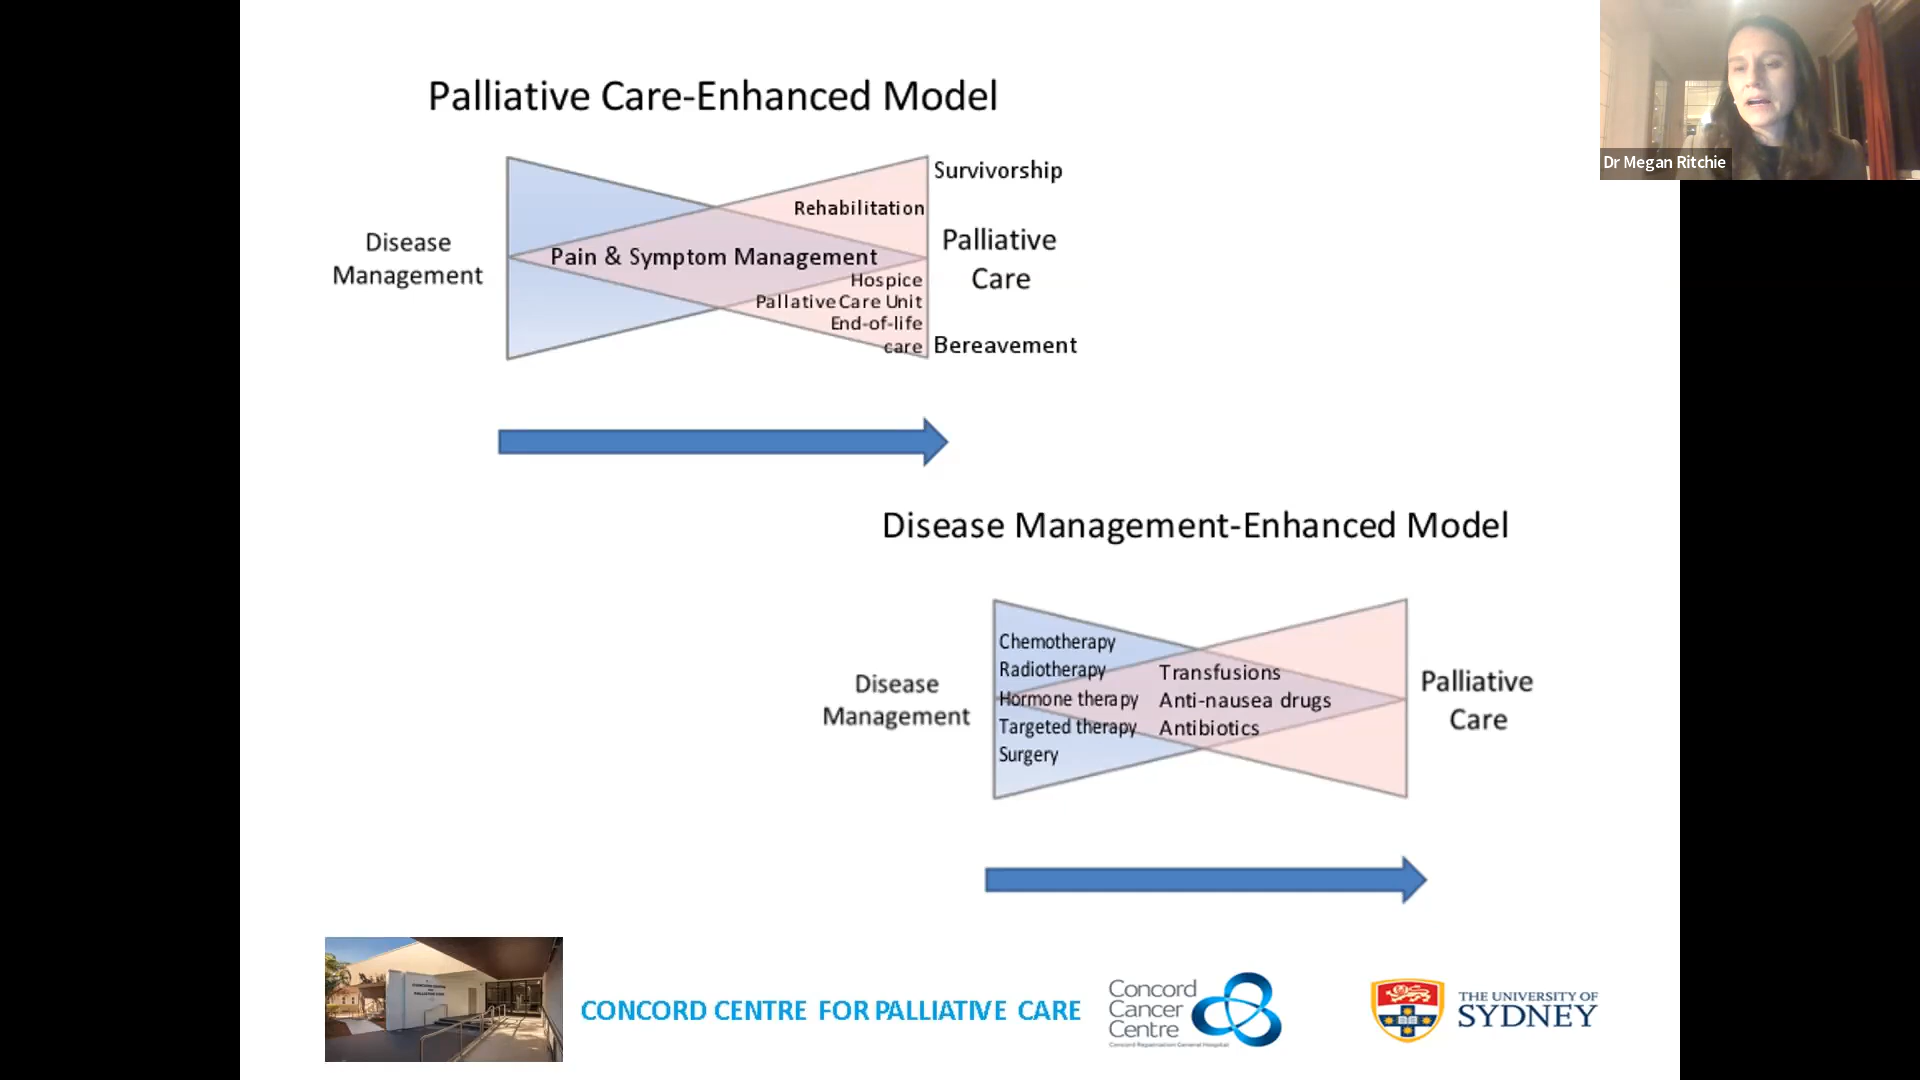 Palliative Care-Enhanced Model
Dr Megan Ritchie
Survivorship
Rehabilitation
Disease
Management
Pain & Symptom Management
Palliative
Care
Hospice
Pallative Care Unit
End-of-life
care
Bereavement
Disease Management-Enhanced Model
Disease
Management
Chemotherapy
Radiotherapy
Hormone therapy
Targeted therapy
Surgery
Transfusions
Anti-nausea drugs
Antibiotics
Palliative
Care
CONCORD CENTRE FOR PALLIATIVE CARE
Concord
Cancer
Centre
Concord Repatriation General Hospital
THE UNIVERSITY OF
SYDNEY